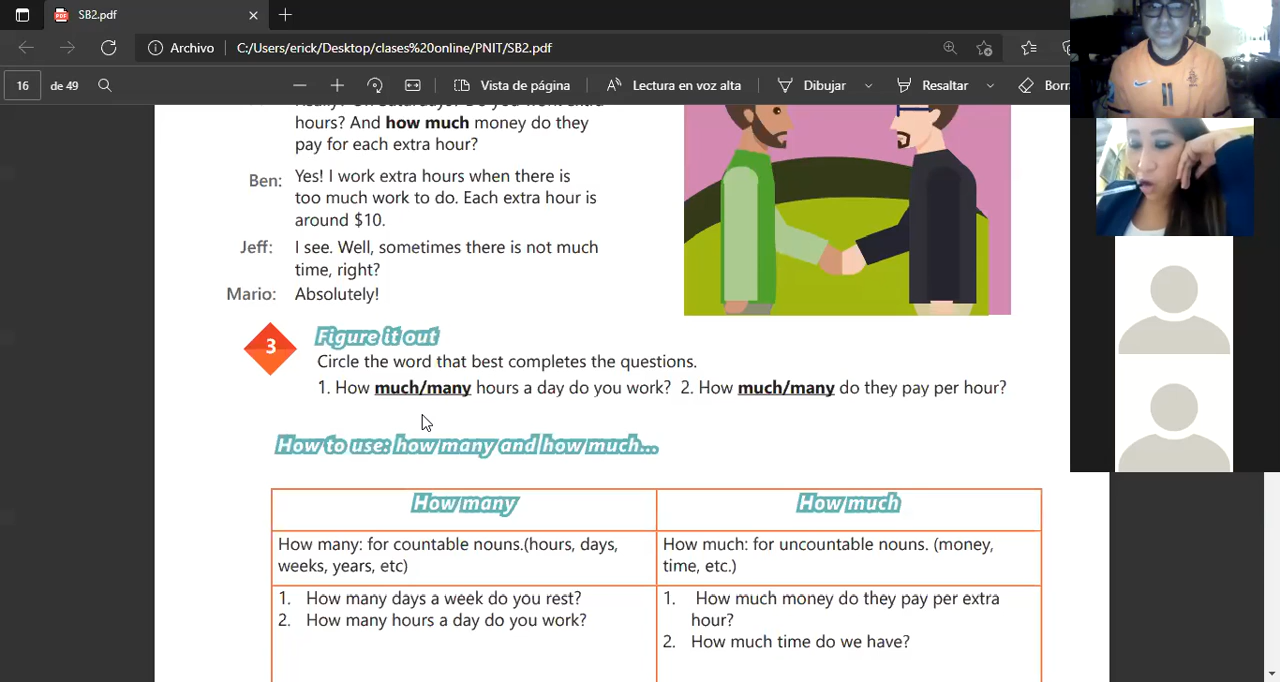 SB2.pdf
Archivo
C:/Users/erick/Desktop/clases%20online/PNIT/SB2.pdf
16 de 49
Vista de página
Lectura en voz alta
Dibujar
Resaltar
Borr
hours? And how much money do they
pay for each extra hour?
Ben: Yes! I work extra hours when there is
too much work to do. Each extra hour is
around $10.
Jeff: I see. Well, sometimes there is not much
time, right?
Mario: Absolutely!
3 Figure it out
Circle the word that best completes the questions.
1. How much/many hours a day do you work? 2. How much/many do they pay per hour?
How to use: how many and how much...
How many
How much
How many: for countable nouns.(hours, days,
weeks, years, etc)
How much: for uncountable nouns. (money,
time, etc.)
1. How many days a week do you rest?
2. How many hours a day do you work?
1. How much money do they pay per extra
hour?
2. How much time do we have?
11